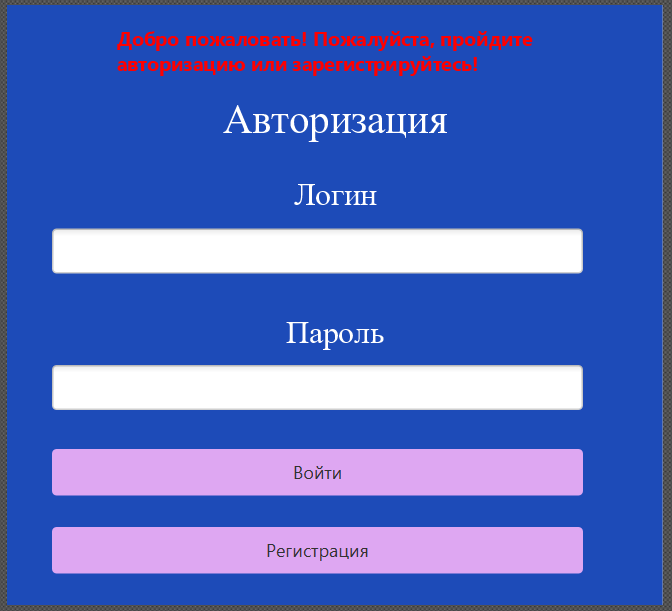 Добро пожаловать! Пожалуйста, пройдите
авторизацию или зарегистрируйтесь!
Авторизация
Логин
Пароль
Войти
Регистрация